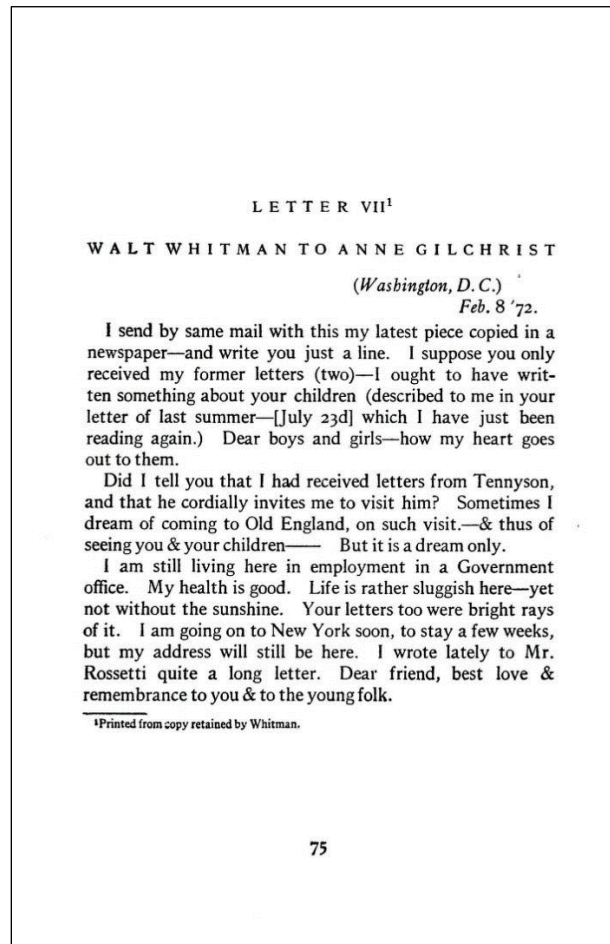 LETTER VII¹
WALT WHITMAN TO ANNE GILCHRIST
(Washington, D. C.)
Feb. 8 '72.
I send by same mail with this my latest piece copied in a
newspaper—and write you just a line. I suppose you only
received my former letters (two)—I ought to have writ-
ten something about your children (described to me in your
letter of last summer—[July 23d] which I have just been
reading again.) Dear boys and girls—how my heart goes
out to them.
Did I tell you that I had received letters from Tennyson,
and that he cordially invites me to visit him? Sometimes I
dream of coming to Old England, on such visit.—& thus of
seeing you & your children—— But it is a dream only.
I am still living here in employment in a Government
office. My health is good. Life is rather sluggish here—yet
not without the sunshine. Your letters too were bright rays
of it. I am going on to New York soon, to stay a few weeks,
but my address will still be here. I wrote lately to Mr.
Rossetti quite a long letter. Dear friend, best love &
remembrance to you & to the young folk.
¹Printed from copy retained by Whitman.
75